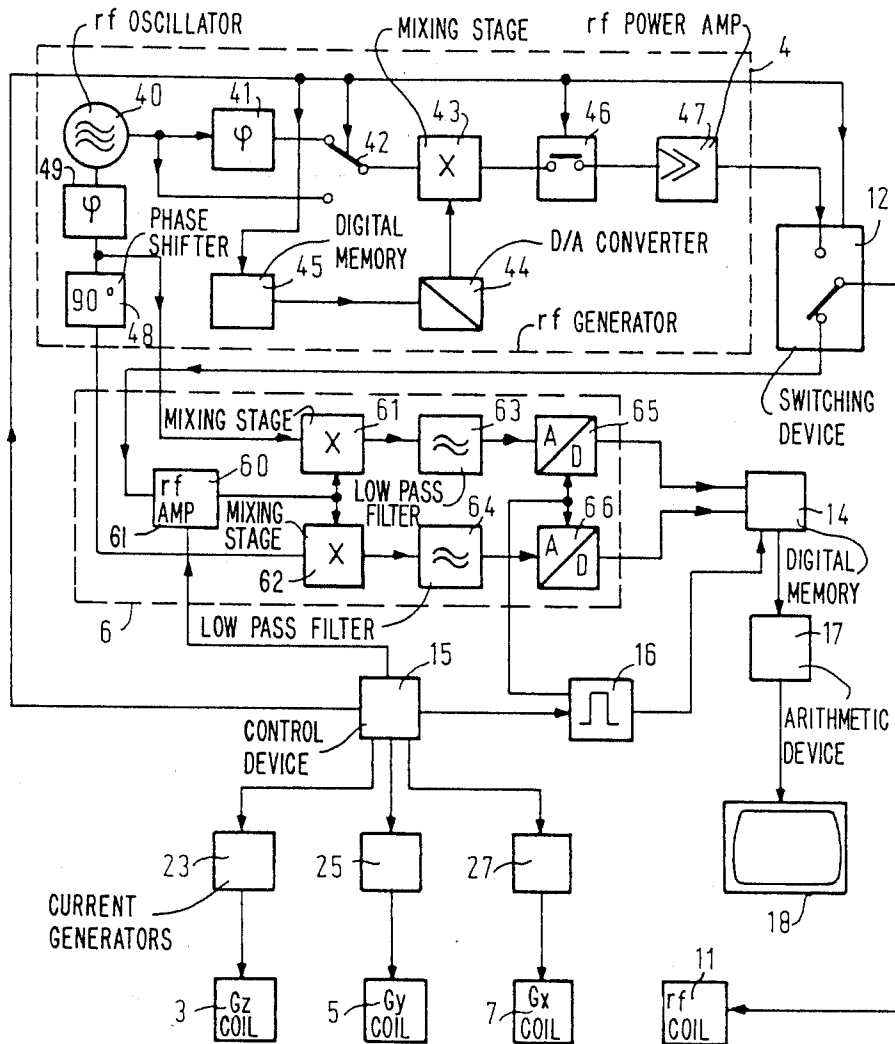 rf OSCILLATOR
MIXING STAGE
rf POWER AMP
4
40
41
φ
42
43
X
46
47
49
φ
PHASE
SHIFTER
DIGITAL
MEMORY
45
D/A CONVERTER
44
12
90°
48
rf GENERATOR
SWITCHING
DEVICE
MIXING STAGE
61
X
63
A
D
65
60
rf
AMP
61
MIXING
STAGE
LOW PASS
FILTER
64
66
A
D
14
X
62
DIGITAL
MEMORY
6
LOW PASS FILTER
15
16
17
CONTROL
DEVICE
ARITHMETIC
DEVICE
23
25
27
CURRENT
GENERATORS
18
3
Gz
COIL
5
Gy
COIL
7
Gx
COIL
11
rf
COIL